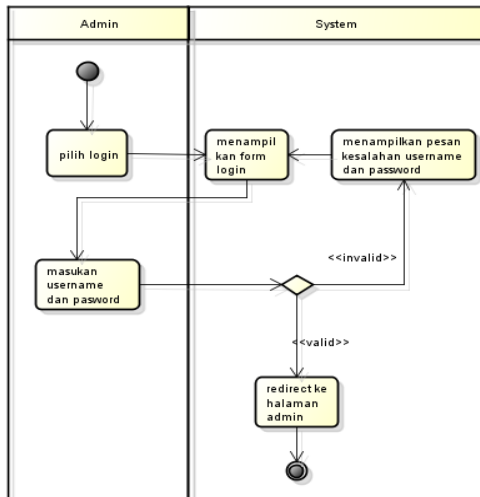 Admin
System
pilih login
menampil
kan form
login
menampilkan pesan
kesalahan username
dan password
masukan
username
dan pasword
<<invalid>>
<<valid>>
redirect ke
halaman
admin